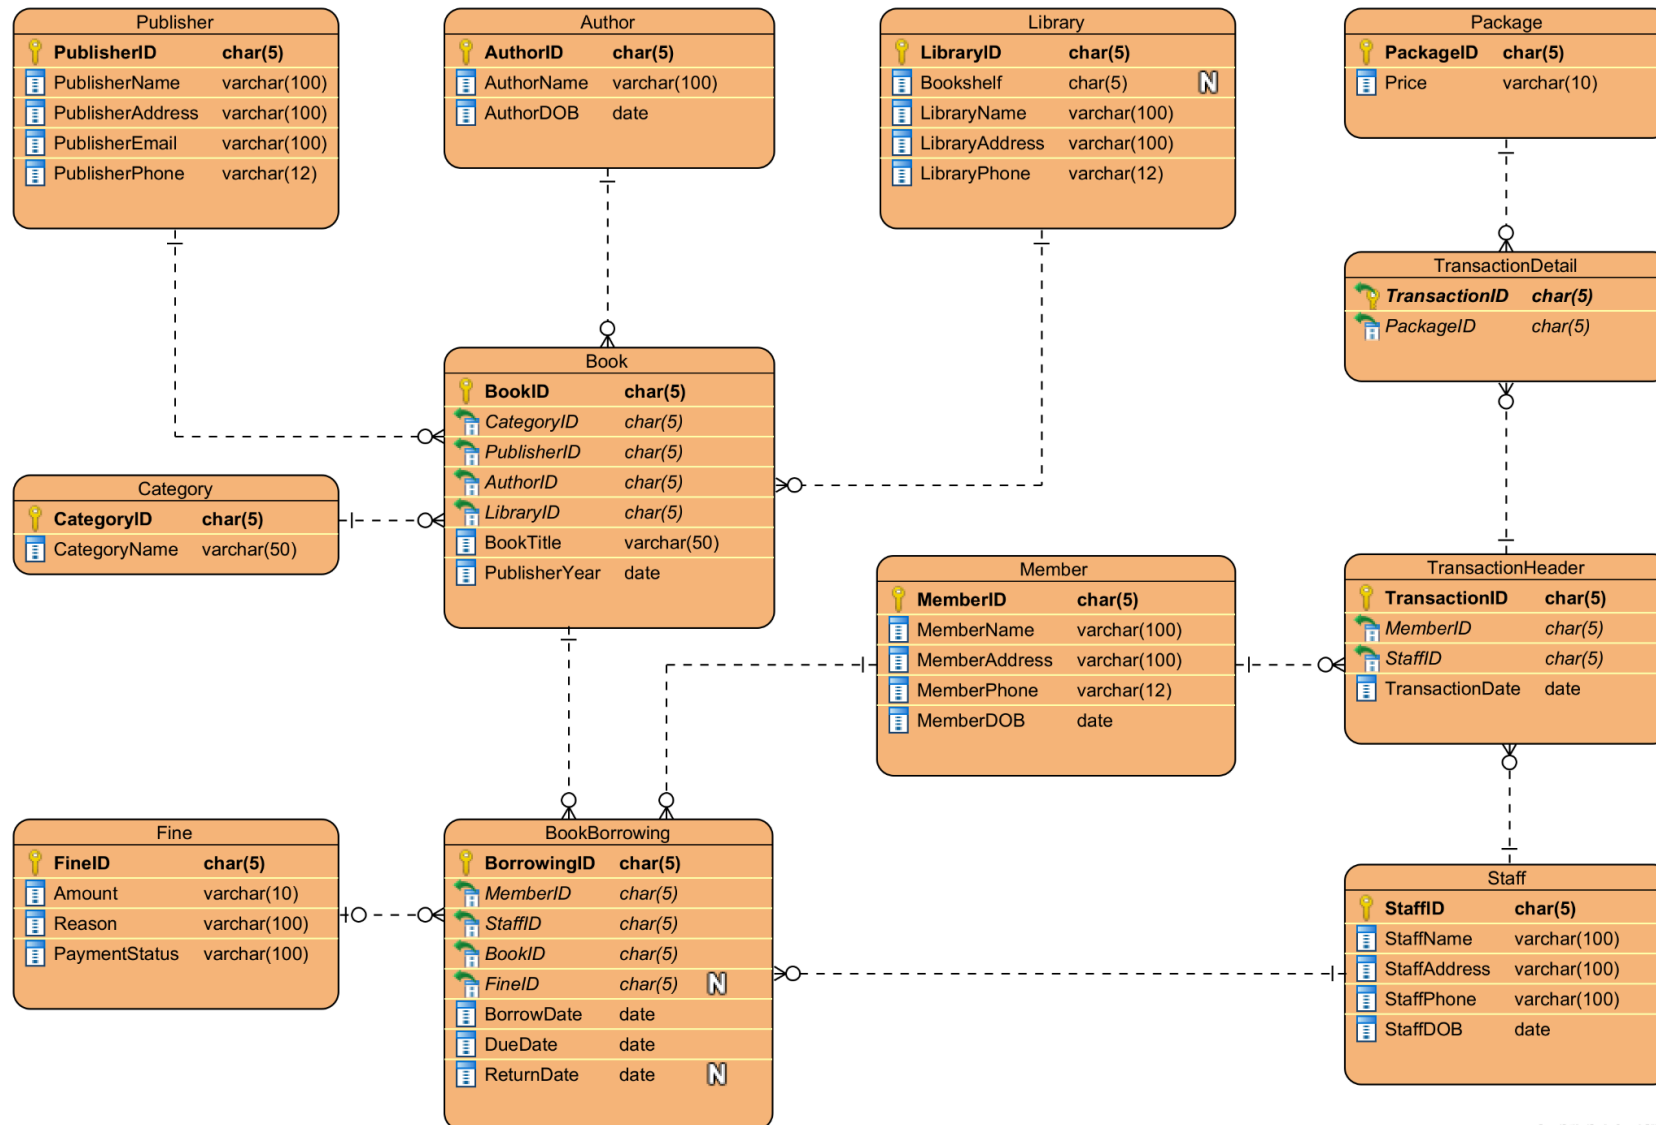 Publisher
PublisherID char(5)
PublisherName varchar(100)
PublisherAddress varchar(100)
PublisherEmail varchar(100)
PublisherPhone varchar(12)
Author
AuthorID char(5)
AuthorName varchar(100)
AuthorDOB date
Library
LibraryID char(5)
Bookshelf char(5) N
LibraryName varchar(100)
LibraryAddress varchar(100)
LibraryPhone varchar(12)
Package
PackageID char(5)
Price varchar(10)
TransactionDetail
TransactionID char(5)
PackageID char(5)
Book
BookID char(5)
CategoryID char(5)
PublisherID char(5)
AuthorID char(5)
LibraryID char(5)
BookTitle varchar(50)
PublisherYear date
Category
CategoryID char(5)
CategoryName varchar(50)
Member
MemberID char(5)
MemberName varchar(100)
MemberAddress varchar(100)
MemberPhone varchar(12)
MemberDOB date
TransactionHeader
TransactionID char(5)
MemberID char(5)
StaffID char(5)
TransactionDate date
Fine
FineID char(5)
Amount varchar(10)
Reason varchar(100)
PaymentStatus varchar(100)
BookBorrowing
BorrowingID char(5)
MemberID char(5)
StaffID char(5)
BookID char(5)
FineID char(5) N
BorrowDate date
DueDate date
ReturnDate date N
Staff
StaffID char(5)
StaffName varchar(100)
StaffAddress varchar(100)
StaffPhone varchar(100)
StaffDOB date